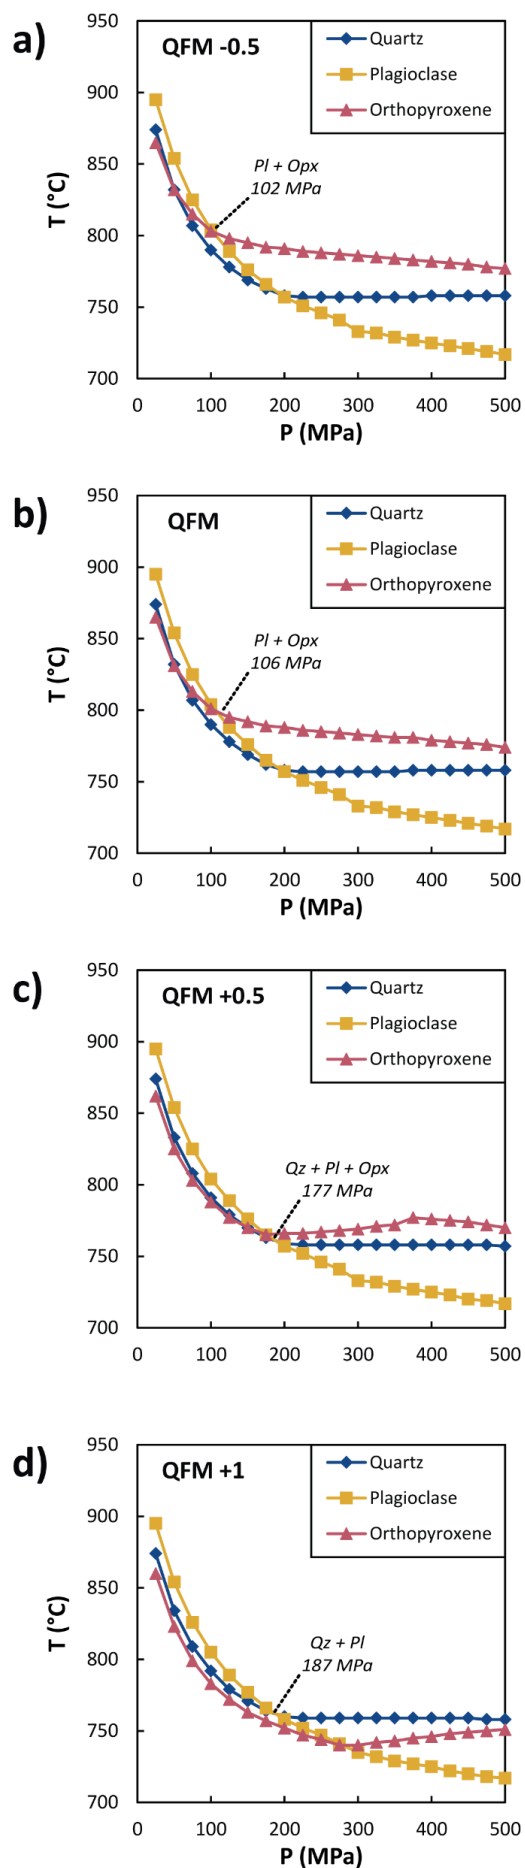 a)
QFM -0.5
Quartz
Plagioclase
Orthopyroxene
Pl + Opx
102 MPa
T (°C)
950
900
850
800
750
700
0 100 200 300 400 500
P (MPa)
b)
QFM
Quartz
Plagioclase
Orthopyroxene
Pl + Opx
106 MPa
T (°C)
950
900
850
800
750
700
0 100 200 300 400 500
P (MPa)
c)
QFM +0.5
Quartz
Plagioclase
Orthopyroxene
Qz + Pl + Opx
177 MPa
T (°C)
950
900
850
800
750
700
0 100 200 300 400 500
P (MPa)
d)
QFM +1
Quartz
Plagioclase
Orthopyroxene
Qz + Pl
187 MPa
T (°C)
950
900
850
800
750
700
0 100 200 300 400 500
P (MPa)